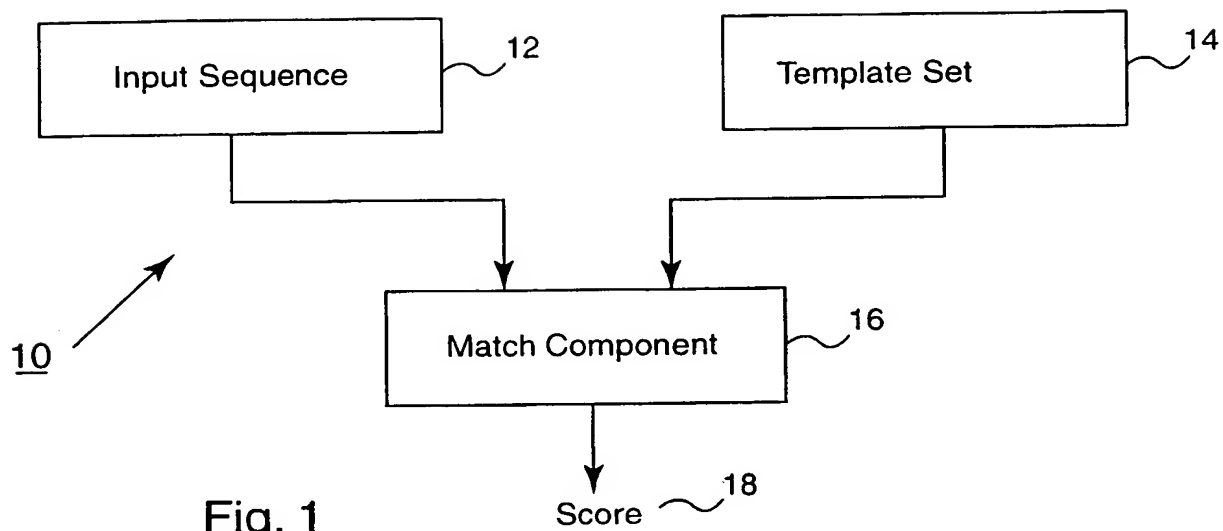 Input Sequence
12
Template Set
14
Match Component
16
10
Score
18
Fig. 1